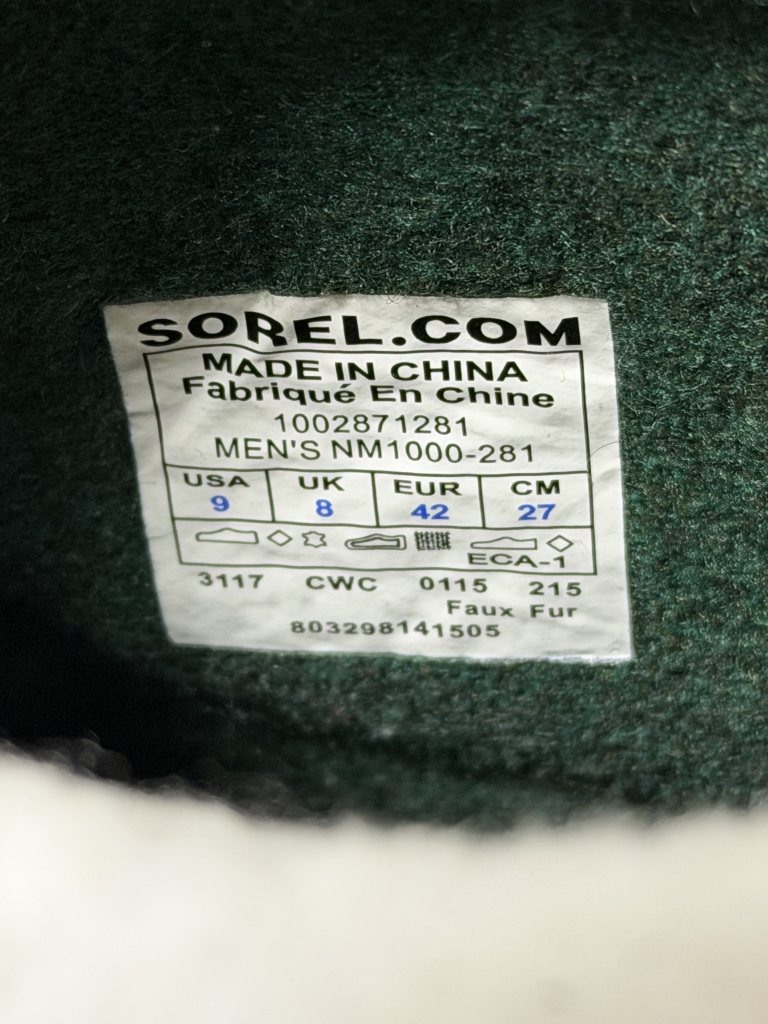 SOREL.COM
MADE IN CHINA
Fabriqué En Chine
1002871281
MEN'S NM1000-281
USA UK EUR CM
9 8 42 27
ECA-1
3117 CWC 0115 215
Faux Fur
803298141505